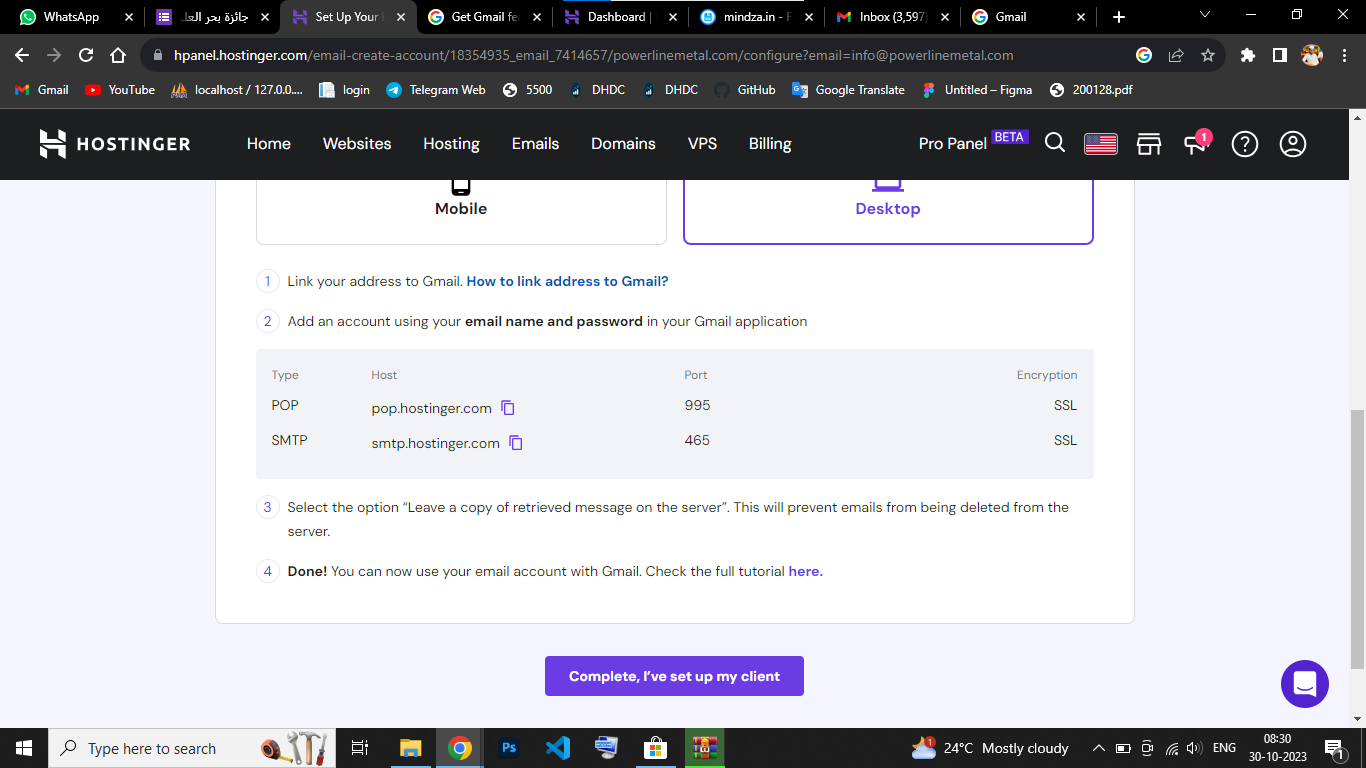 WhatsApp
جائزة بحر العل
Set Up Your
Get Gmail fe
Dashboard |
mindza.in - P
Inbox (3,597)
Gmail
hpanel.hostinger.com/email-create-account/18354935_email_7414657/powerlinemetal.com/configure?email=info@powerlinemetal.com
Gmail
YouTube
localhost / 127.0.0....
login
Telegram Web
5500
DHDC
DHDC
GitHub
Google Translate
Untitled – Figma
200128.pdf
HOSTINGER
Home
Websites
Hosting
Emails
Domains
VPS
Billing
Pro Panel BETA
1
Mobile
Desktop
1 Link your address to Gmail. How to link address to Gmail?
2 Add an account using your email name and password in your Gmail application
Type Host Port Encryption
POP pop.hostinger.com 995 SSL
SMTP smtp.hostinger.com 465 SSL
3 Select the option “Leave a copy of retrieved message on the server”. This will prevent emails from being deleted from the
server.
4 Done! You can now use your email account with Gmail. Check the full tutorial here.
Complete, I’ve set up my client
Type here to search
Ps
1
24°C Mostly cloudy
ENG
08:30
30-10-2023
1